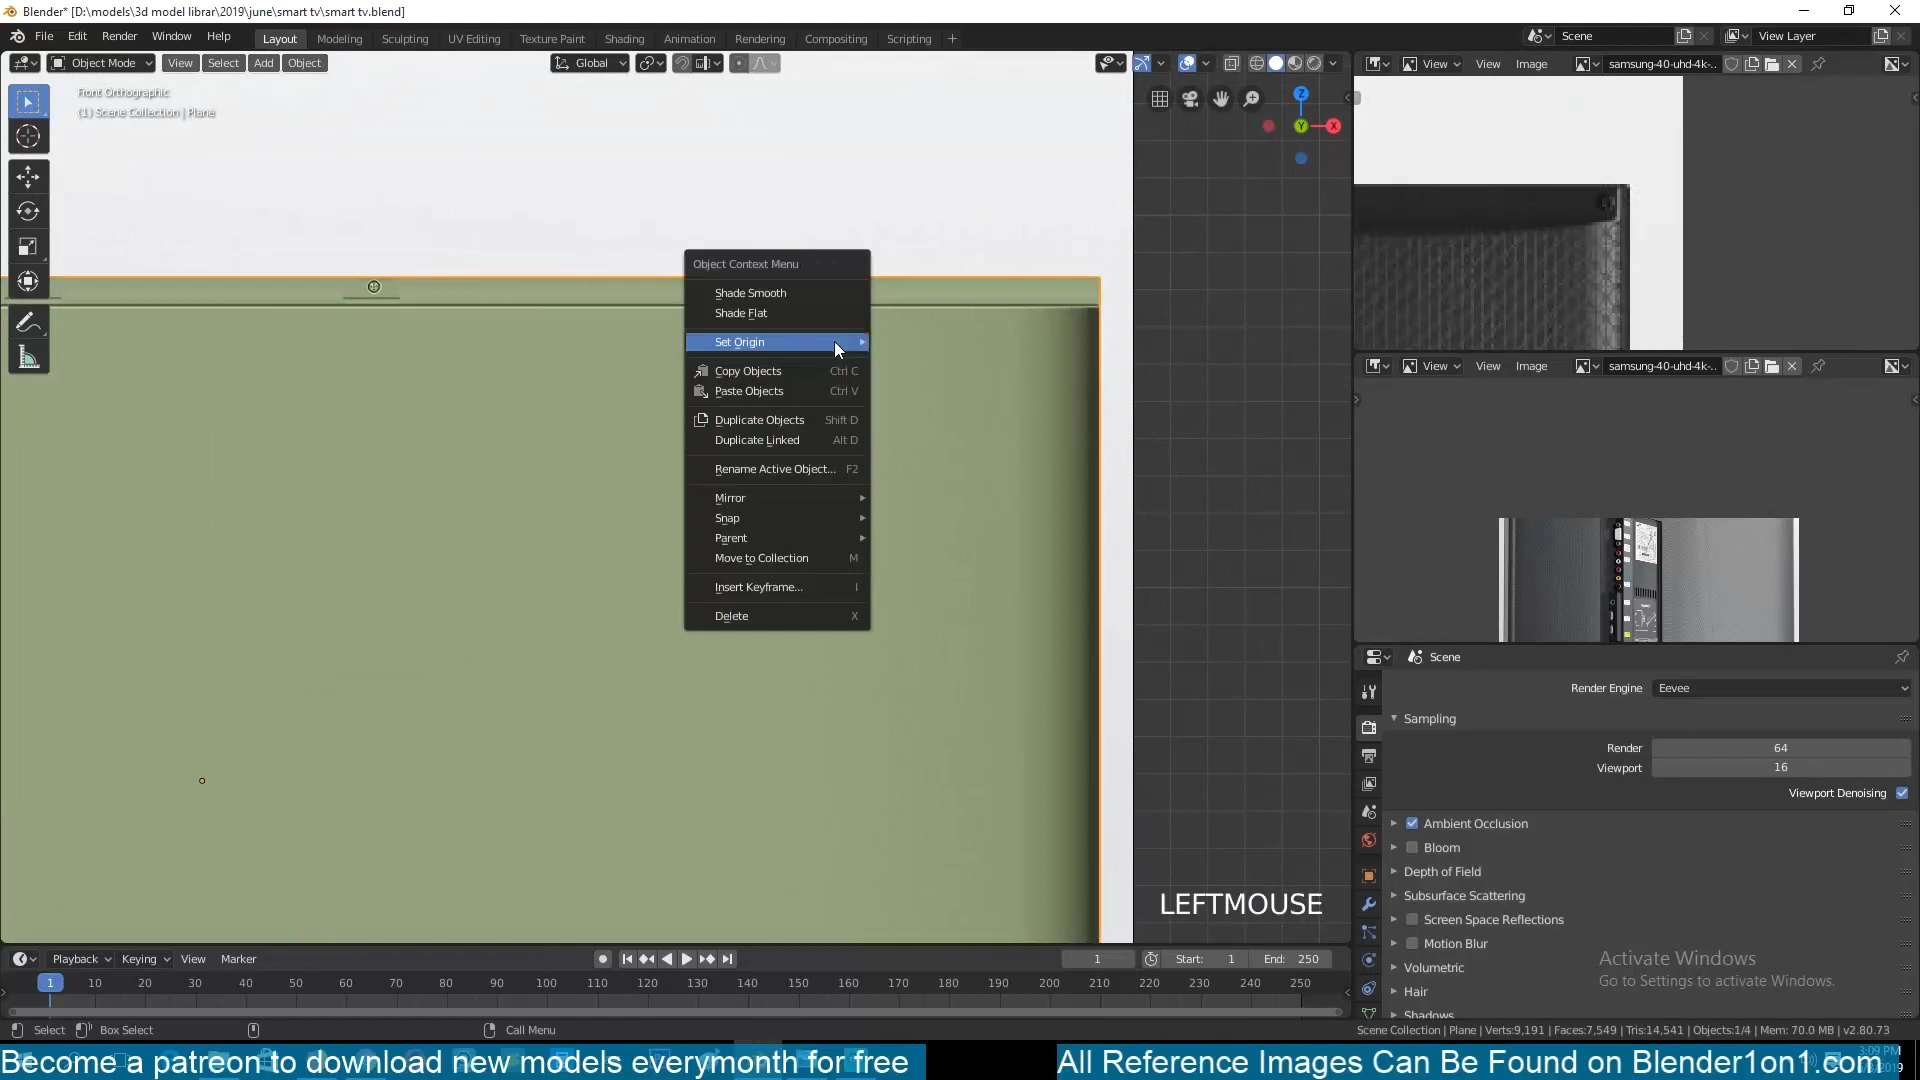 Blender* [D:\models\3d model librar\2019\june\smart tv\smart tv.blend]
File Edit Render Window Help Layout Modeling Sculpting UV Editing Texture Paint Shading Animation Rendering Compositing Scripting + Scene View Layer
Object Mode View Select Add Object Global View View Image samsung-40-uhd-4k-..
Front Orthographic
(1) Scene Collection | Plane
Z
Y
X
Object Context Menu
Shade Smooth
Shade Flat
Set Origin
Copy Objects Ctrl C
Paste Objects Ctrl V
Duplicate Objects Shift D
Duplicate Linked Alt D
Rename Active Object... F2
Mirror
Snap
Parent
Move to Collection M
Insert Keyframe... I
Delete X
View View Image samsung-40-uhd-4k-..
Scene
Render Engine Eevee
Sampling
Render 64
Viewport 16
Viewport Denoising
Ambient Occlusion
Bloom
Depth of Field
Subsurface Scattering
Screen Space Reflections
Motion Blur
Volumetric
Hair
Shadows
LEFTMOUSE
Activate Windows
Go to Settings to activate Windows.
Playback Keying View Marker 1 Start: 1 End: 250
1 10 20 30 40 50 60 70 80 90 100 110 120 130 140 150 160 170 180 190 200 210 220 230 240 250
Select Box Select Call Menu
Scene Collection | Plane | Verts:9,191 | Faces:7,549 | Tris:14,541 | Objects:1/4 | Mem: 70.0 MB | v2.80.73
Become a patreon to download new models everymonth for free
All Reference Images Can Be Found on Blender1on1.com
3:09 PM